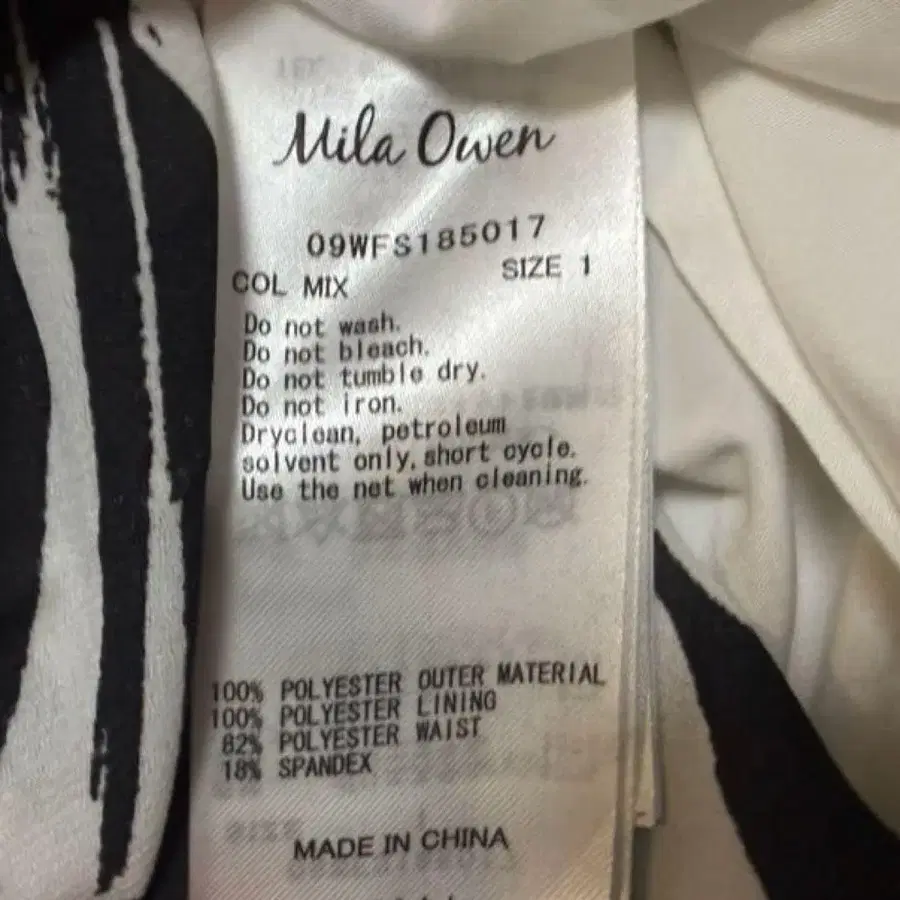 Mila Owen
09WFS185017
COL MIX SIZE 1
Do not wash.
Do not bleach.
Do not tumble dry.
Do not iron.
Dryclean, petroleum
solvent only, short cycle.
Use the net when cleaning.
100% POLYESTER OUTER MATERIAL
100% POLYESTER LINING
82% POLYESTER WAIST
18% SPANDEX
MADE IN CHINA